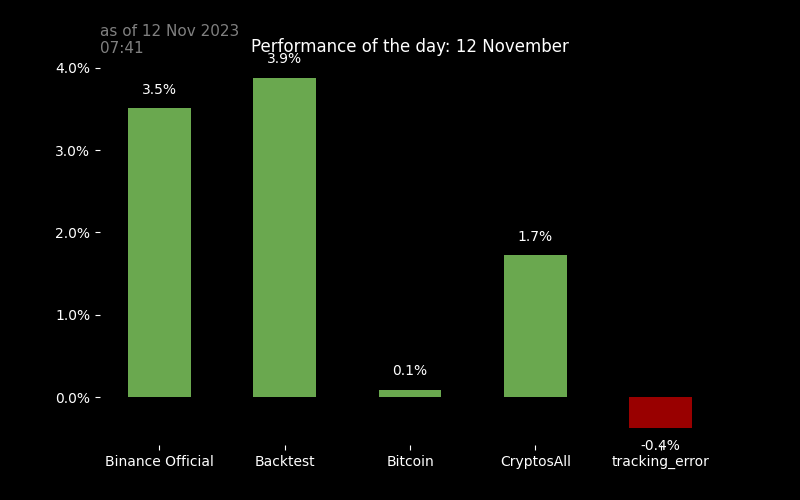 as of 12 Nov 2023
07:41
Performance of the day: 12 November
4.0%
3.0%
2.0%
1.0%
0.0%
3.5%
3.9%
0.1%
1.7%
-0.4%
Binance Official
Backtest
Bitcoin
CryptosAll
tracking_error